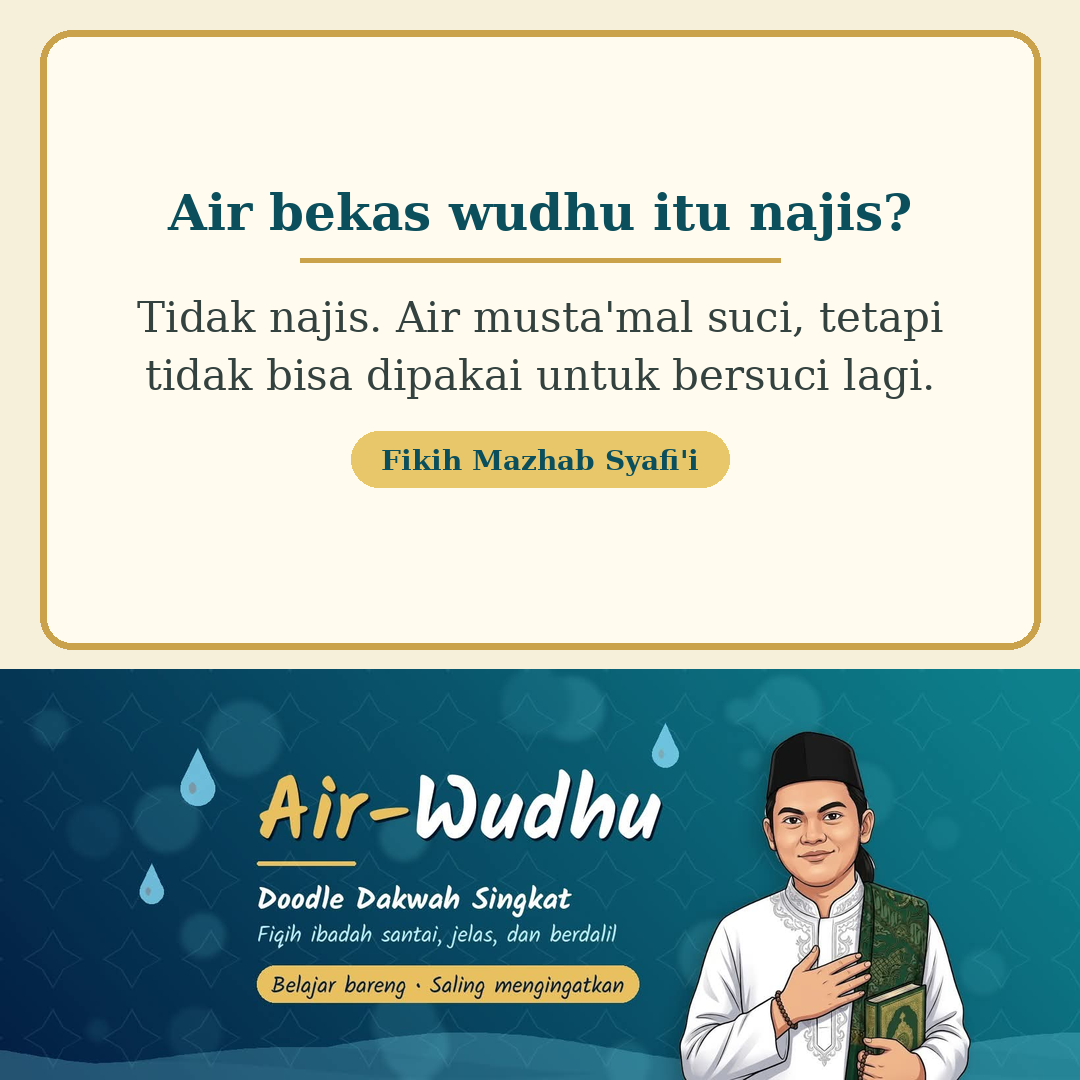 Air bekas wudhu itu najis?
Tidak najis. Air musta'mal suci, tetapi
tidak bisa dipakai untuk bersuci lagi.
Fikih Mazhab Syafi'i
Air-Wudhu
Doodle Dakwah Singkat
Fiqih ibadah santai, jelas, dan berdalil
Belajar bareng · Saling mengingatkan